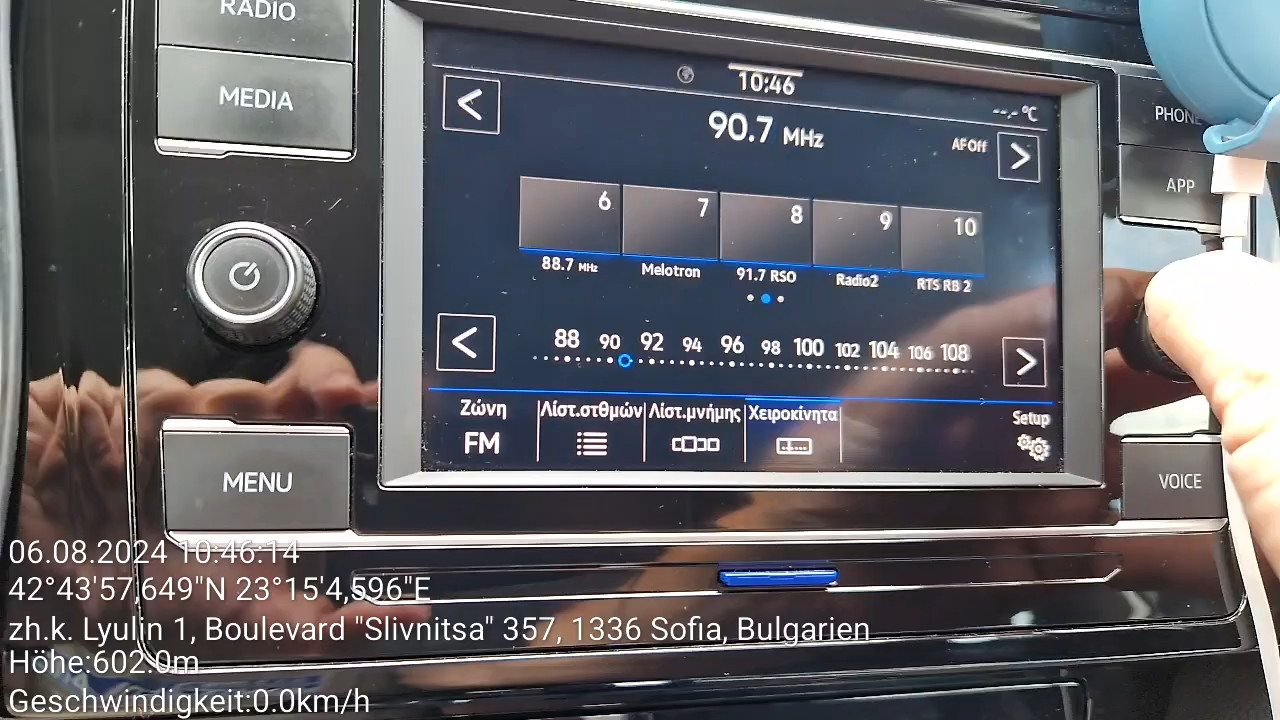 RADIO
MEDIA
MENU
10:46
--,- °C
90.7 MHz
AF Off
PHONE
APP
6 7 8 9 10
88.7 MHz Melotron 91.7 RSO Radio2 RTS RB 2
88 90 92 94 96 98 100 102 104 106 108
Ζώνη Λίστ.στθμών Λίστ.μνήμης Χειροκίνητα Setup
FM
VOICE
06.08.2024 10:46:14
42°43'57,649"N 23°15'4,596"E
zh.k. Lyulin 1, Boulevard "Slivnitsa" 357, 1336 Sofia, Bulgarien
Höhe:602.0m
Geschwindigkeit:0.0km/h